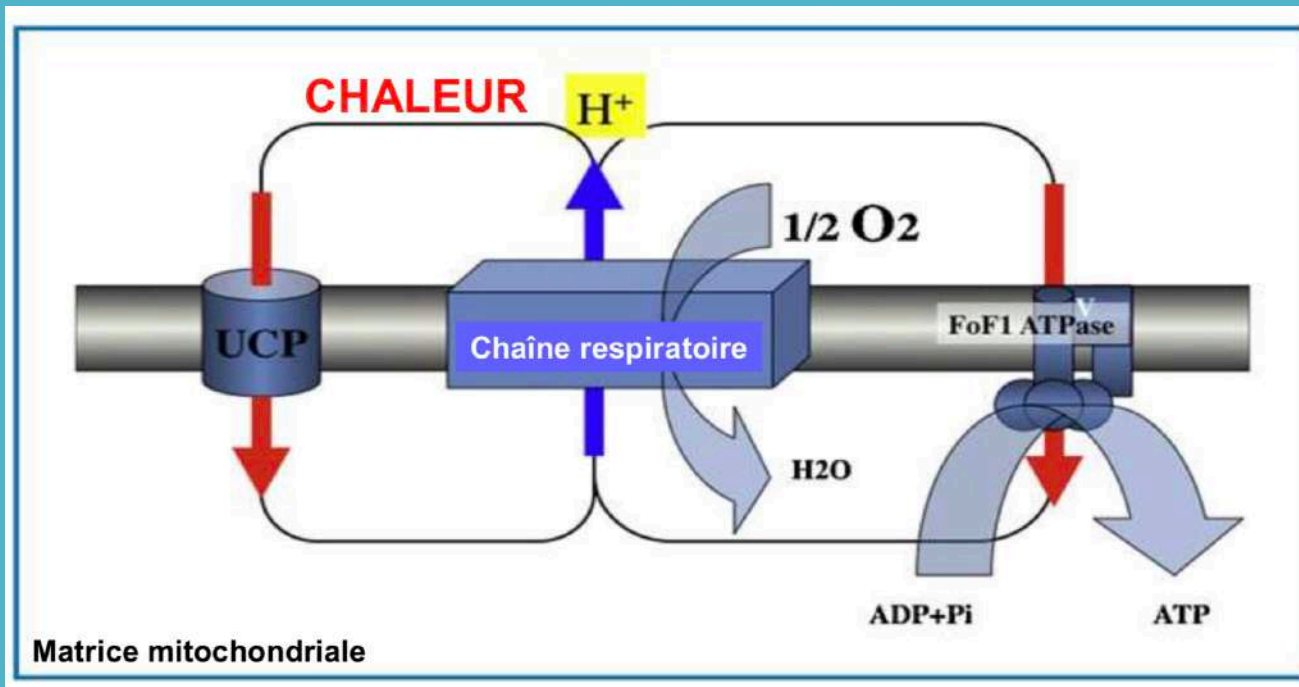 CHALEUR
H+
1/2 O2
UCP
Chaîne respiratoire
V
FoF1 ATPase
H2O
ADP+Pi
ATP
Matrice mitochondriale